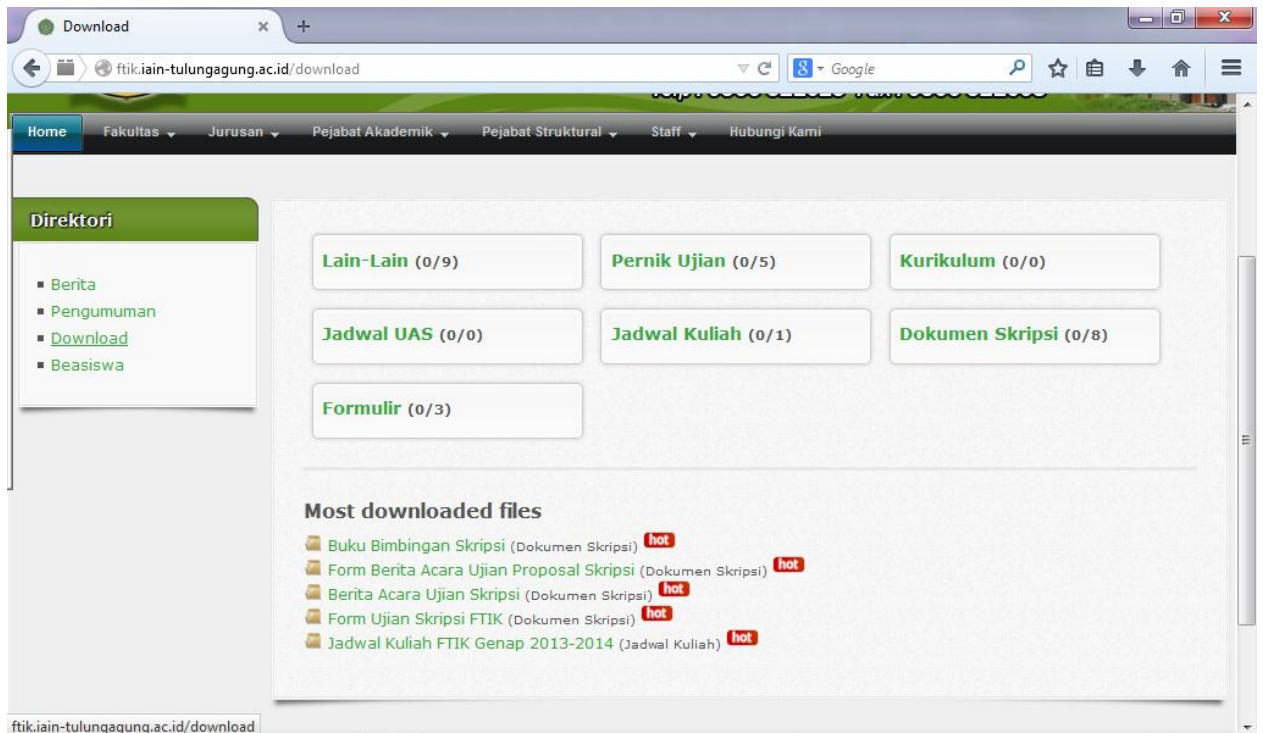 Download
ftik.iain-tulungagung.ac.id/download
Google
Home Fakultas Jurusan Pejabat Akademik Pejabat Struktural Staff Hubungi Kami
Direktori
Berita
Pengumuman
Download
Beasiswa
Lain-Lain (0/9) Pernik Ujian (0/5) Kurikulum (0/0)
Jadwal UAS (0/0) Jadwal Kuliah (0/1) Dokumen Skripsi (0/8)
Formulir (0/3)
Most downloaded files
Buku Bimbingan Skripsi (Dokumen Skripsi) hot
Form Berita Acara Ujian Proposal Skripsi (Dokumen Skripsi) hot
Berita Acara Ujian Skripsi (Dokumen Skripsi) hot
Form Ujian Skripsi FTIK (Dokumen Skripsi) hot
Jadwal Kuliah FTIK Genap 2013-2014 (Jadwal Kuliah) hot
ftik.iain-tulungagung.ac.id/download